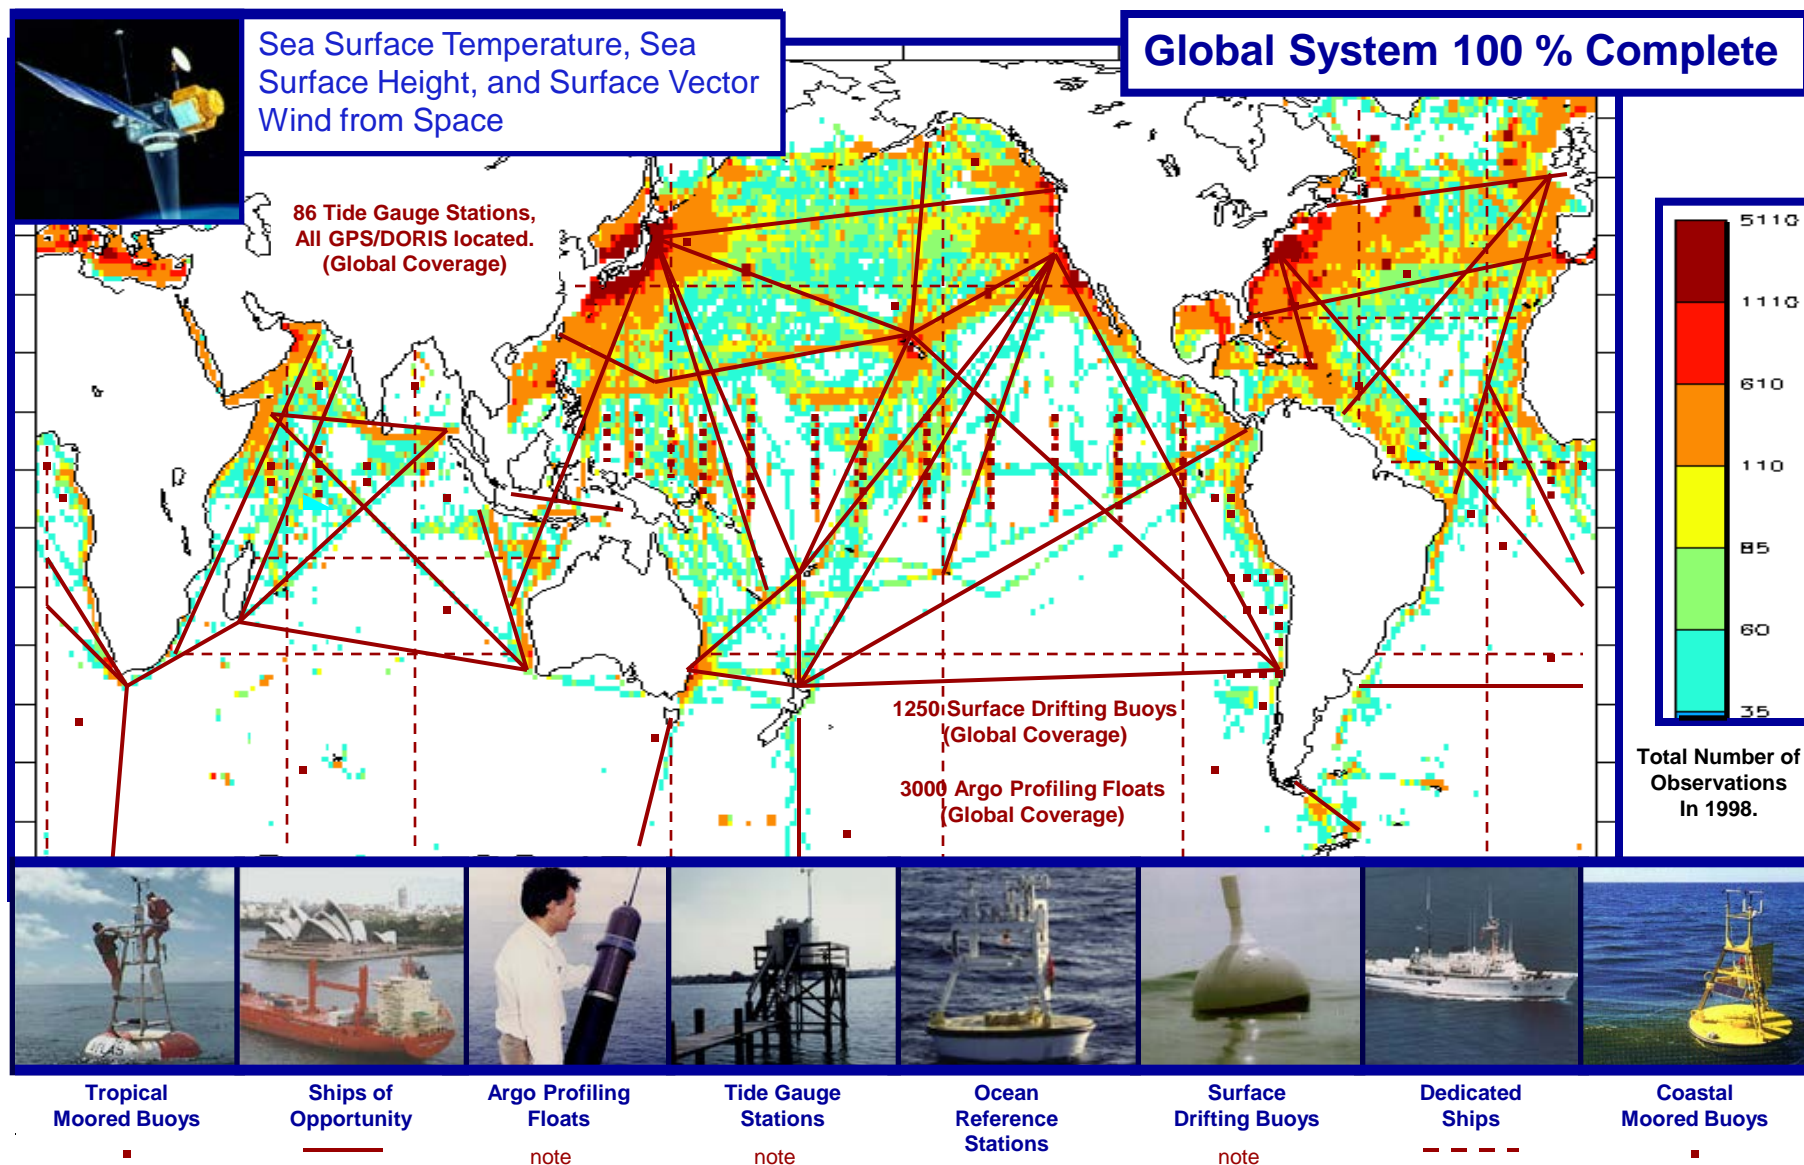 Sea Surface Temperature, Sea
Surface Height, and Surface Vector
Wind from Space
Global System 100 % Complete
86 Tide Gauge Stations,
All GPS/DORIS located.
(Global Coverage)
5110
1110
610
110
85
60
35
Total Number of
Observations
In 1998.
1250 Surface Drifting Buoys
(Global Coverage)
3000 Argo Profiling Floats
(Global Coverage)
ATLAS
Tropical
Moored Buoys
Ships of
Opportunity
Argo Profiling
Floats
note
Tide Gauge
Stations
note
Ocean
Reference
Stations
Surface
Drifting Buoys
note
Dedicated
Ships
Coastal
Moored Buoys